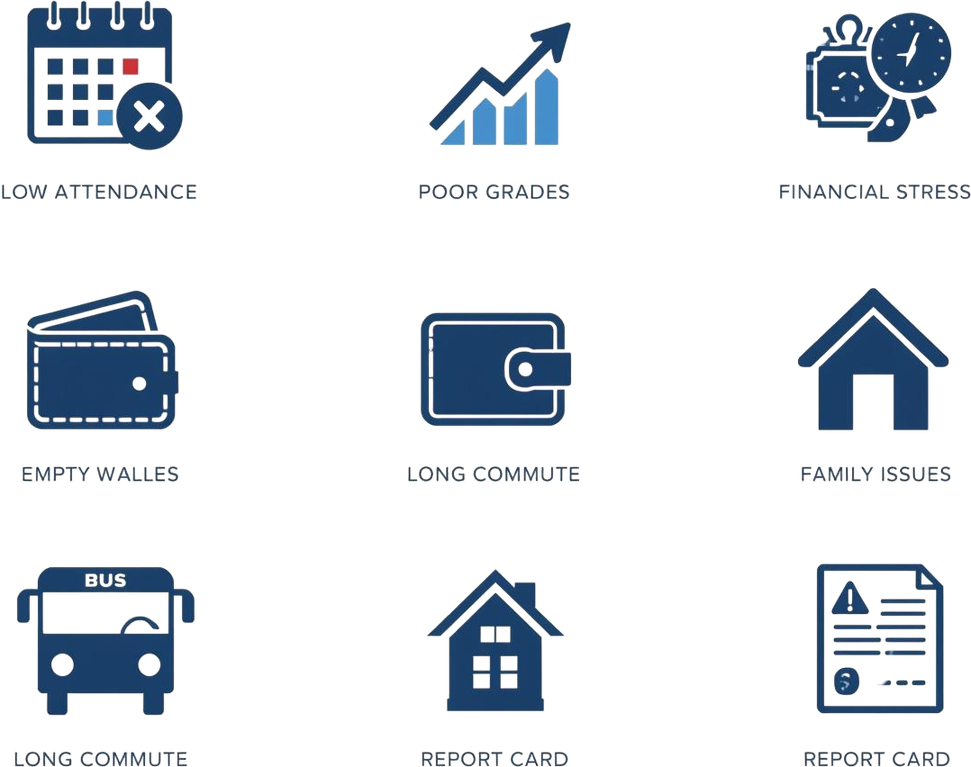 LOW ATTENDANCE
POOR GRADES
FINANCIAL STRESS
EMPTY WALLES
LONG COMMUTE
FAMILY ISSUES
BUS
LONG COMMUTE
REPORT CARD
REPORT CARD